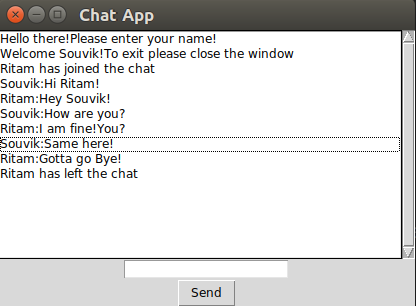 Chat App
Hello there!Please enter your name!
Welcome Souvik!To exit please close the window
Ritam has joined the chat
Souvik:Hi Ritam!
Ritam:Hey Souvik!
Souvik:How are you?
Ritam:I am fine!You?
Souvik:Same here!
Ritam:Gotta go Bye!
Ritam has left the chat
Send